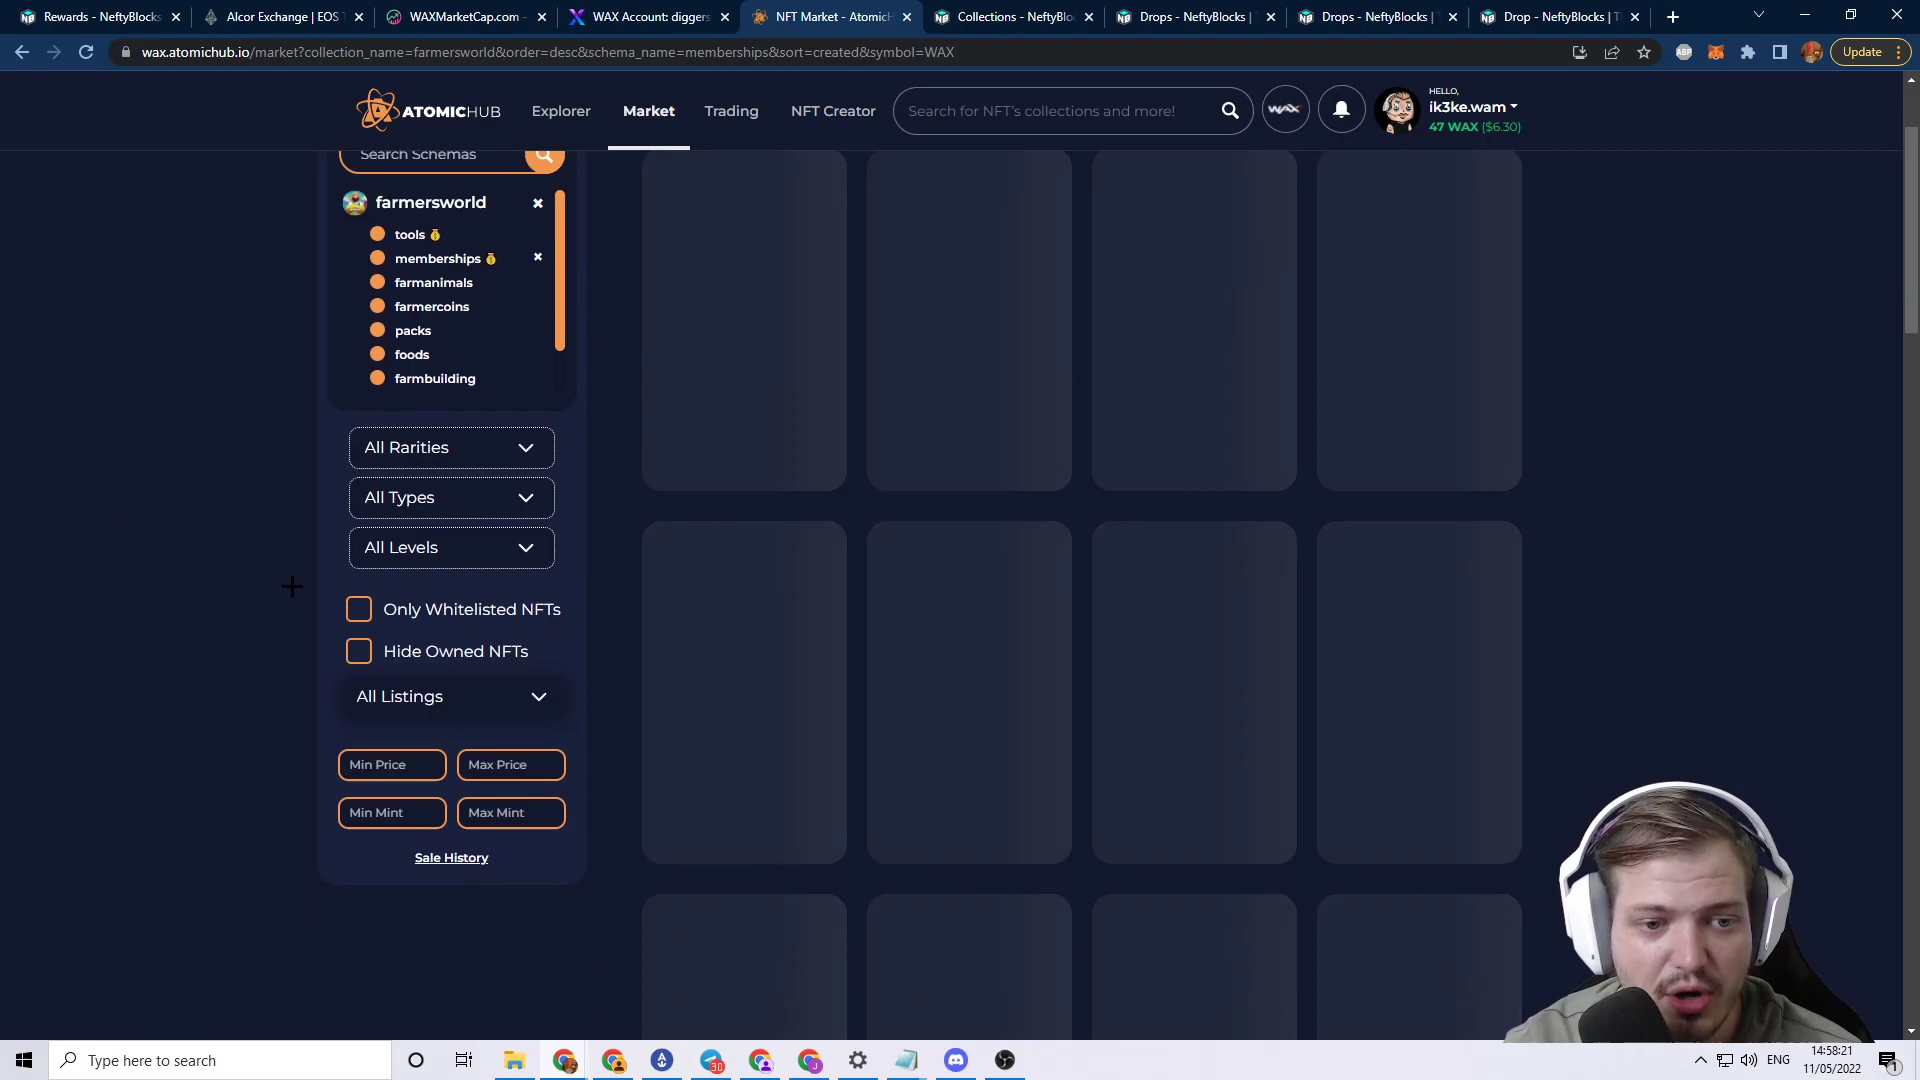 Rewards - NeftyBlocks
Alcor Exchange | EOS T
WAXMarketCap.com -
WAX Account: diggers
NFT Market - AtomicH
Collections - NeftyBlo
Drops - NeftyBlocks | T
Drops - NeftyBlocks | T
Drop - NeftyBlocks | T
wax.atomichub.io/market?collection_name=farmersworld&order=desc&schema_name=memberships&sort=created&symbol=WAX
ABP
Update
ATOMICHUB
Explorer
Market
Trading
NFT Creator
Search for NFT's collections and more!
WAX
HELLO,
ik3ke.wam
47 WAX ($6.30)
Search Schemas
farmersworld
tools
memberships
farmanimals
farmercoins
packs
foods
farmbuilding
All Rarities
All Types
All Levels
Only Whitelisted NFTs
Hide Owned NFTs
All Listings
Min Price
Max Price
Min Mint
Max Mint
Sale History
Type here to search
30
ENG
14:58:21
11/05/2022
1